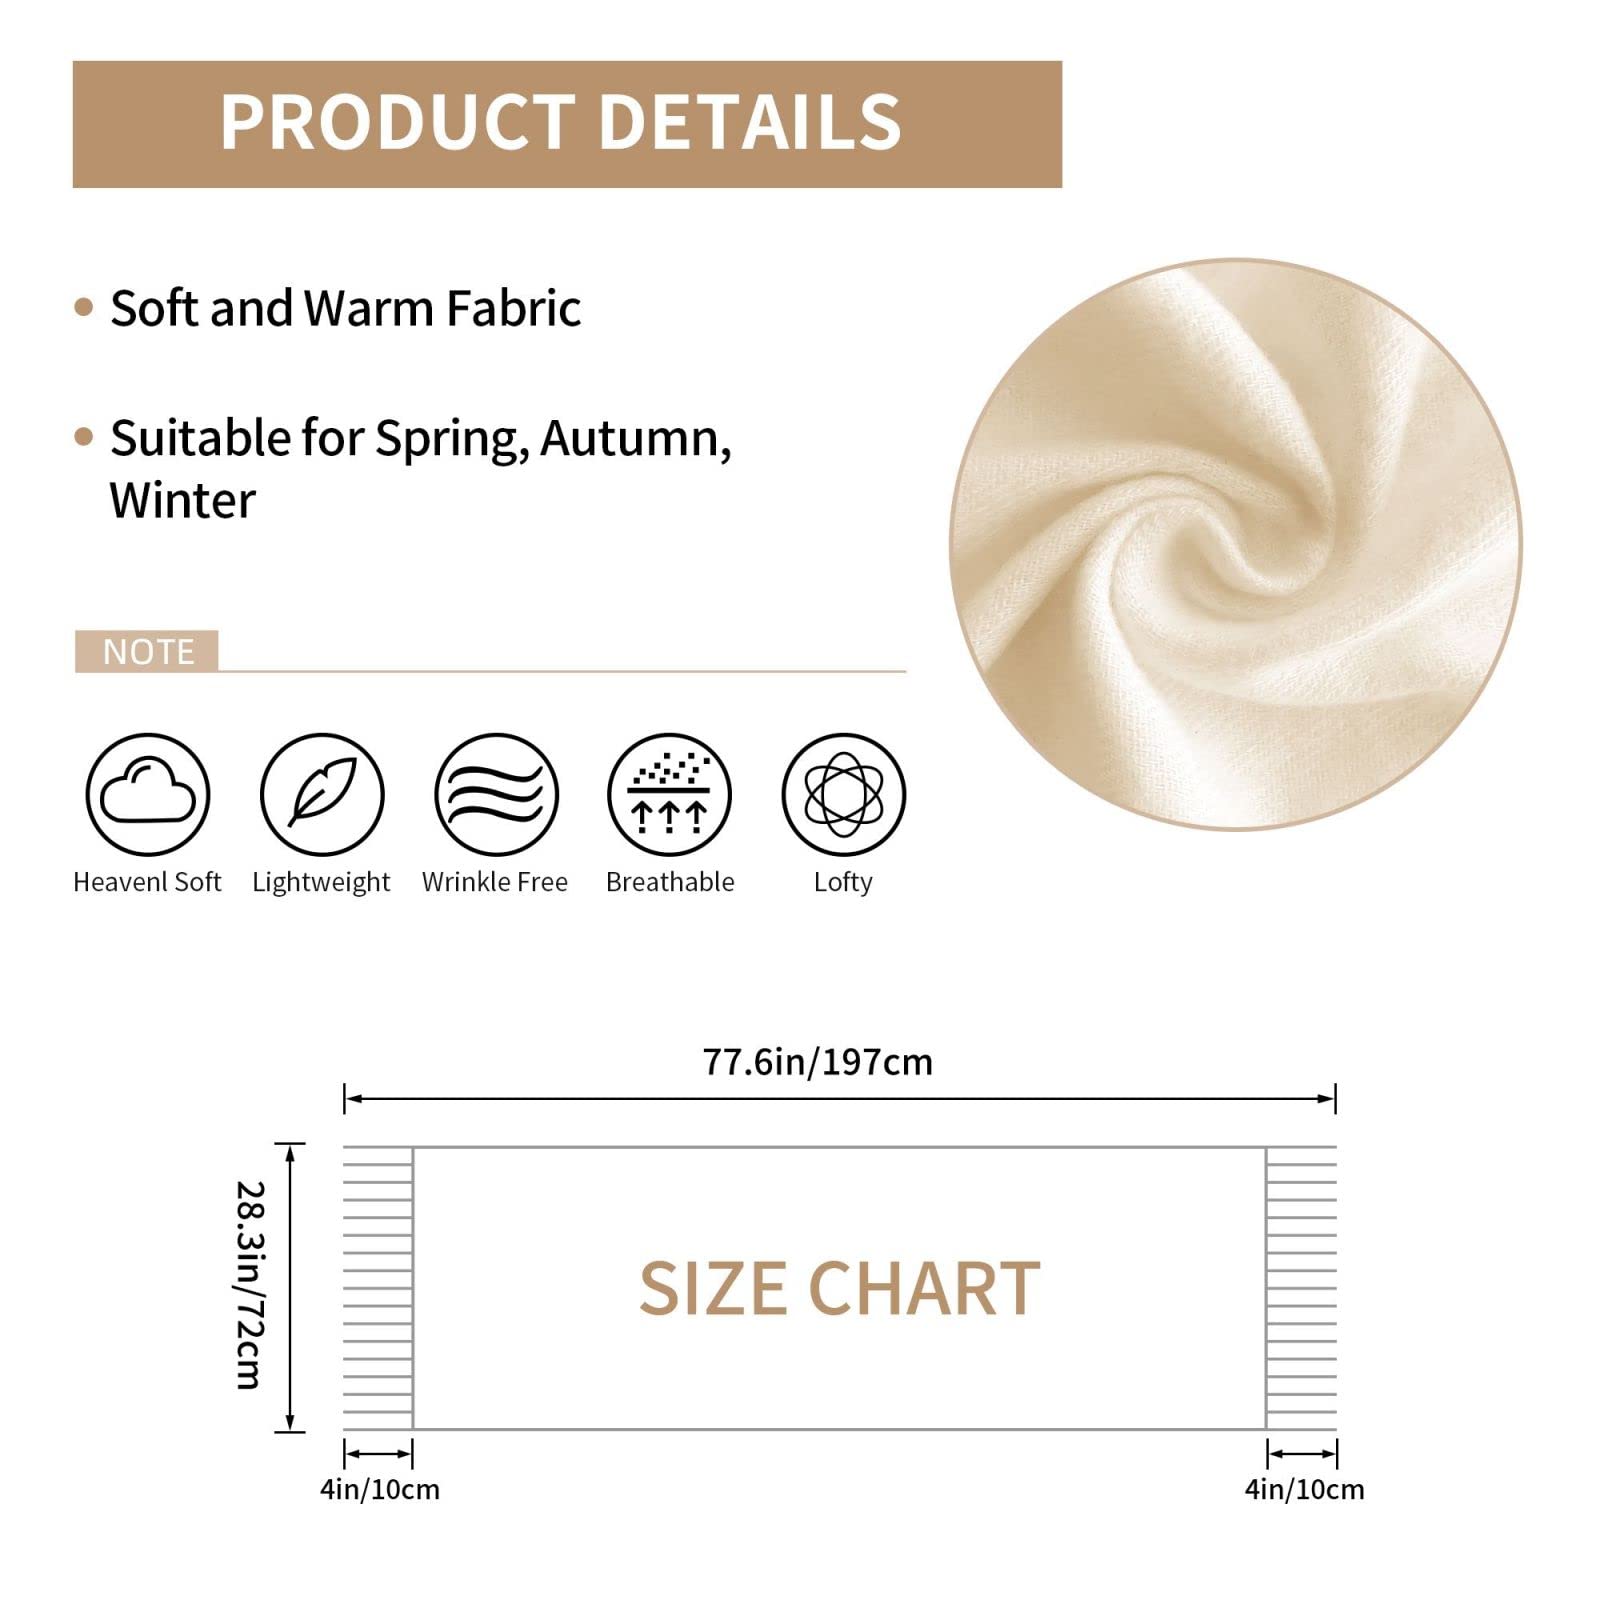 PRODUCT DETAILS
• Soft and Warm Fabric
• Suitable for Spring, Autumn,
Winter
NOTE
Heavenl Soft
Lightweight
Wrinkle Free
Breathable
Lofty
77.6in/197cm
28.3in/72cm
SIZE CHART
4in/10cm
4in/10cm